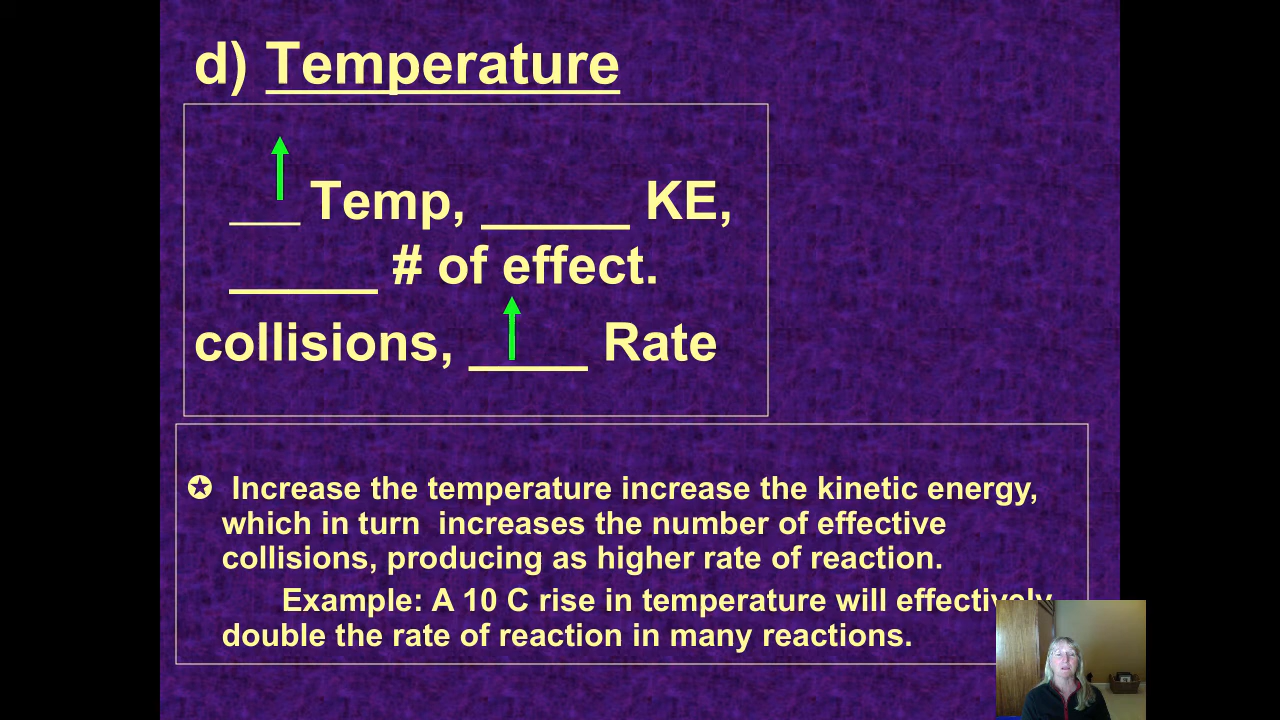 d) Temperature
___ Temp, _____ KE,
_____ # of effect.
collisions, ____ Rate
✪ Increase the temperature increase the kinetic energy,
which in turn  increases the number of effective
collisions, producing as higher rate of reaction.
Example: A 10 C rise in temperature will effectively
double the rate of reaction in many reactions.